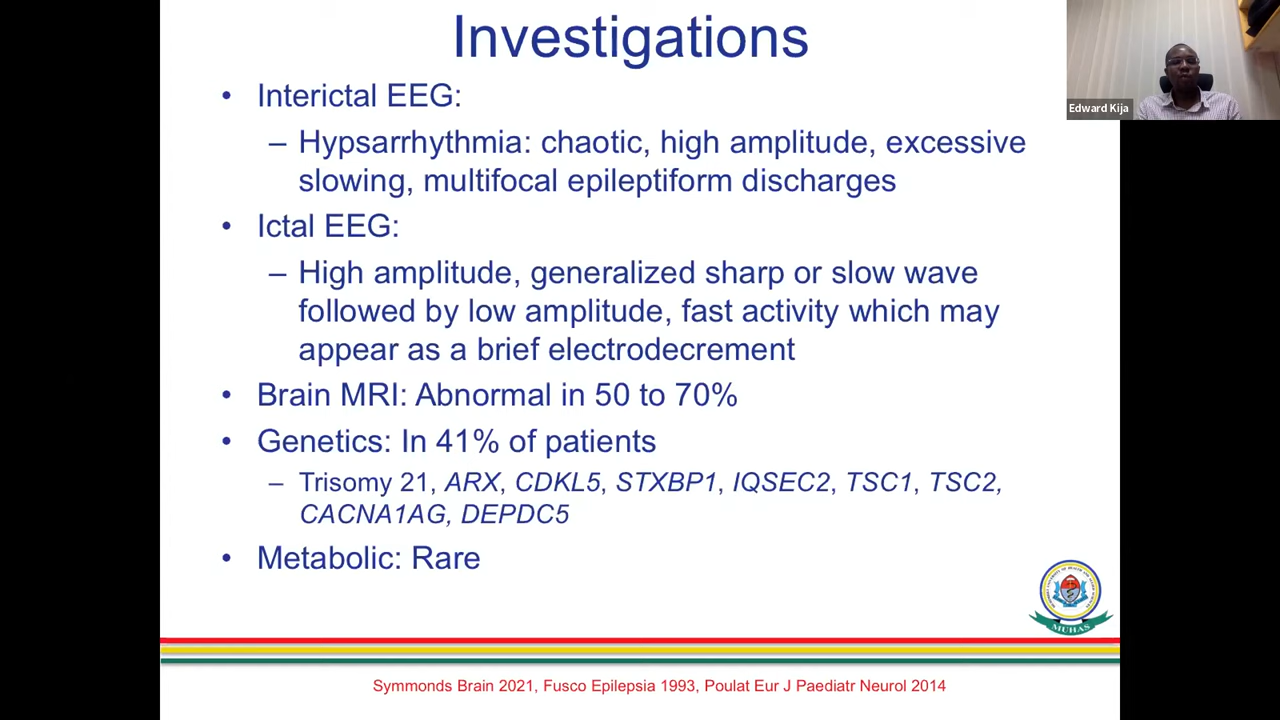 Investigations
• Interictal EEG:
– Hypsarrhythmia: chaotic, high amplitude, excessive
slowing, multifocal epileptiform discharges
• Ictal EEG:
– High amplitude, generalized sharp or slow wave
followed by low amplitude, fast activity which may
appear as a brief electrodecrement
• Brain MRI: Abnormal in 50 to 70%
• Genetics: In 41% of patients
– Trisomy 21, ARX, CDKL5, STXBP1, IQSEC2, TSC1, TSC2,
CACNA1AG, DEPDC5
• Metabolic: Rare
Symmonds Brain 2021, Fusco Epilepsia 1993, Poulat Eur J Paediatr Neurol 2014
Edward Kija
MUHAS